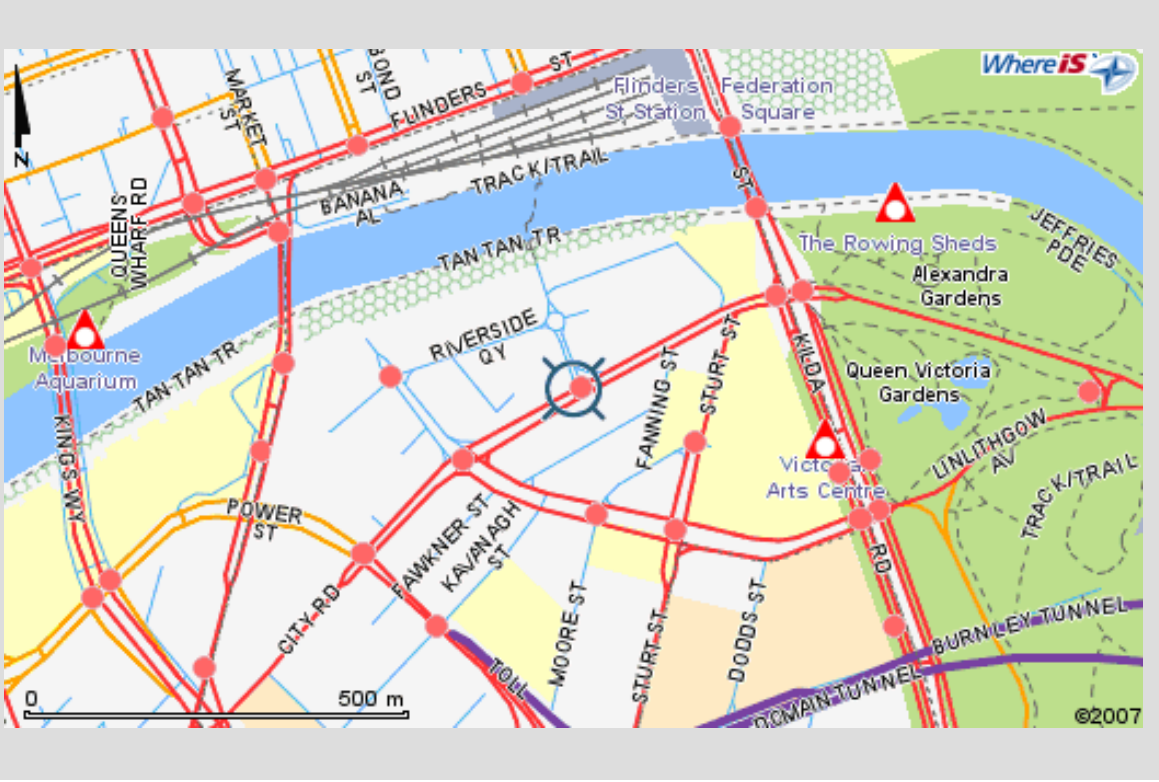 WhereiS
N
BOND
ST
ST
FLINDERS
MARKET
ST
Flinders
St Station
Federation
Square
QUEENS
WHARF RD
BANANA
AL
TRACK/TRAIL
ST
TAN TAN TR
The Rowing Sheds
JEFFRIES
PDE
Alexandra
Gardens
RIVERSIDE
QY
Melbourne
Aquarium
TAN TAN TR
KINGS WY
FANNING ST
STURT ST
KILDA
Queen Victoria
Gardens
LINLITHGOW
AV
TRACK/TRAIL
Arts Centre
POWER
ST
FAWKNER ST
KAVANAGH
ST
RD
CITY RD
MOORE ST
STURT ST
DODDS ST
TOLL
BURNLEY TUNNEL
DOMAIN TUNNEL
0
500 m
©2007